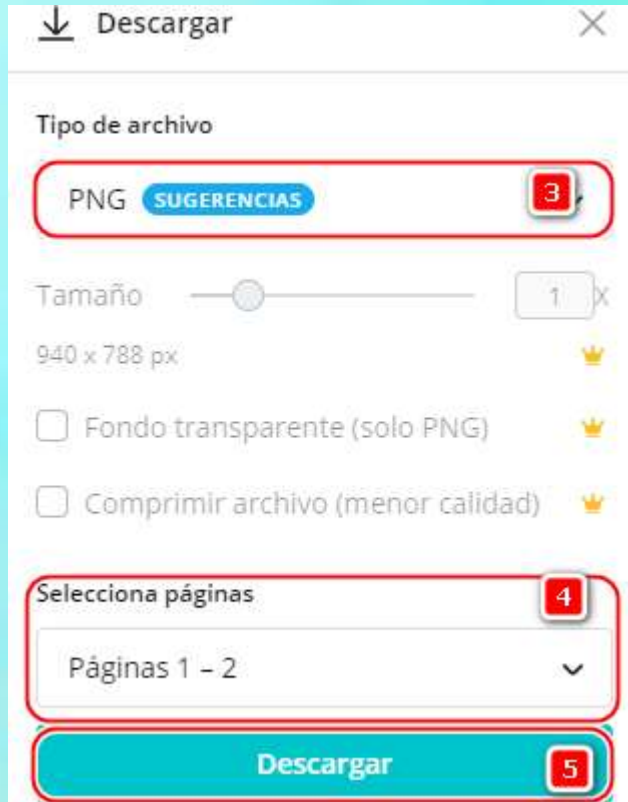 Descargar
Tipo de archivo
PNG SUGERENCIAS 3
Tamaño 1 X
940 x 788 px
Fondo transparente (solo PNG)
Comprimir archivo (menor calidad)
Selecciona páginas 4
Páginas 1 – 2
Descargar 5